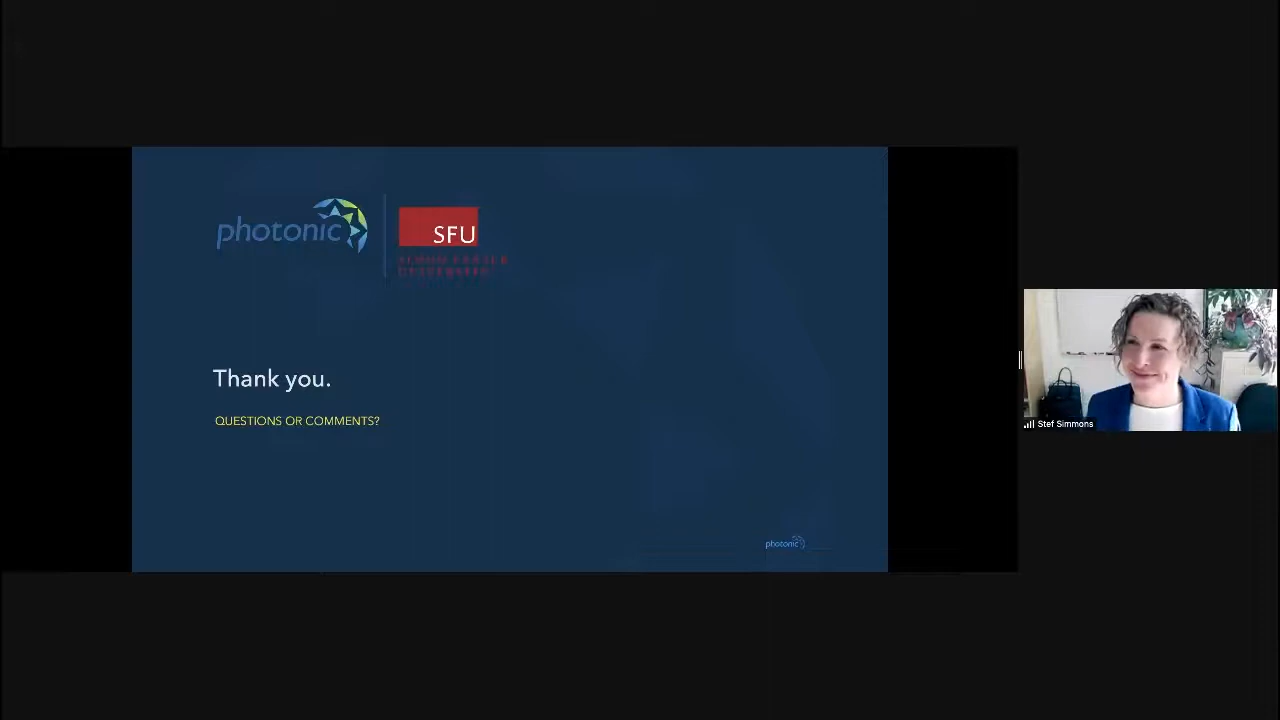 photonic
SFU
Thank you.
QUESTIONS OR COMMENTS?
photonic
Stef Simmons